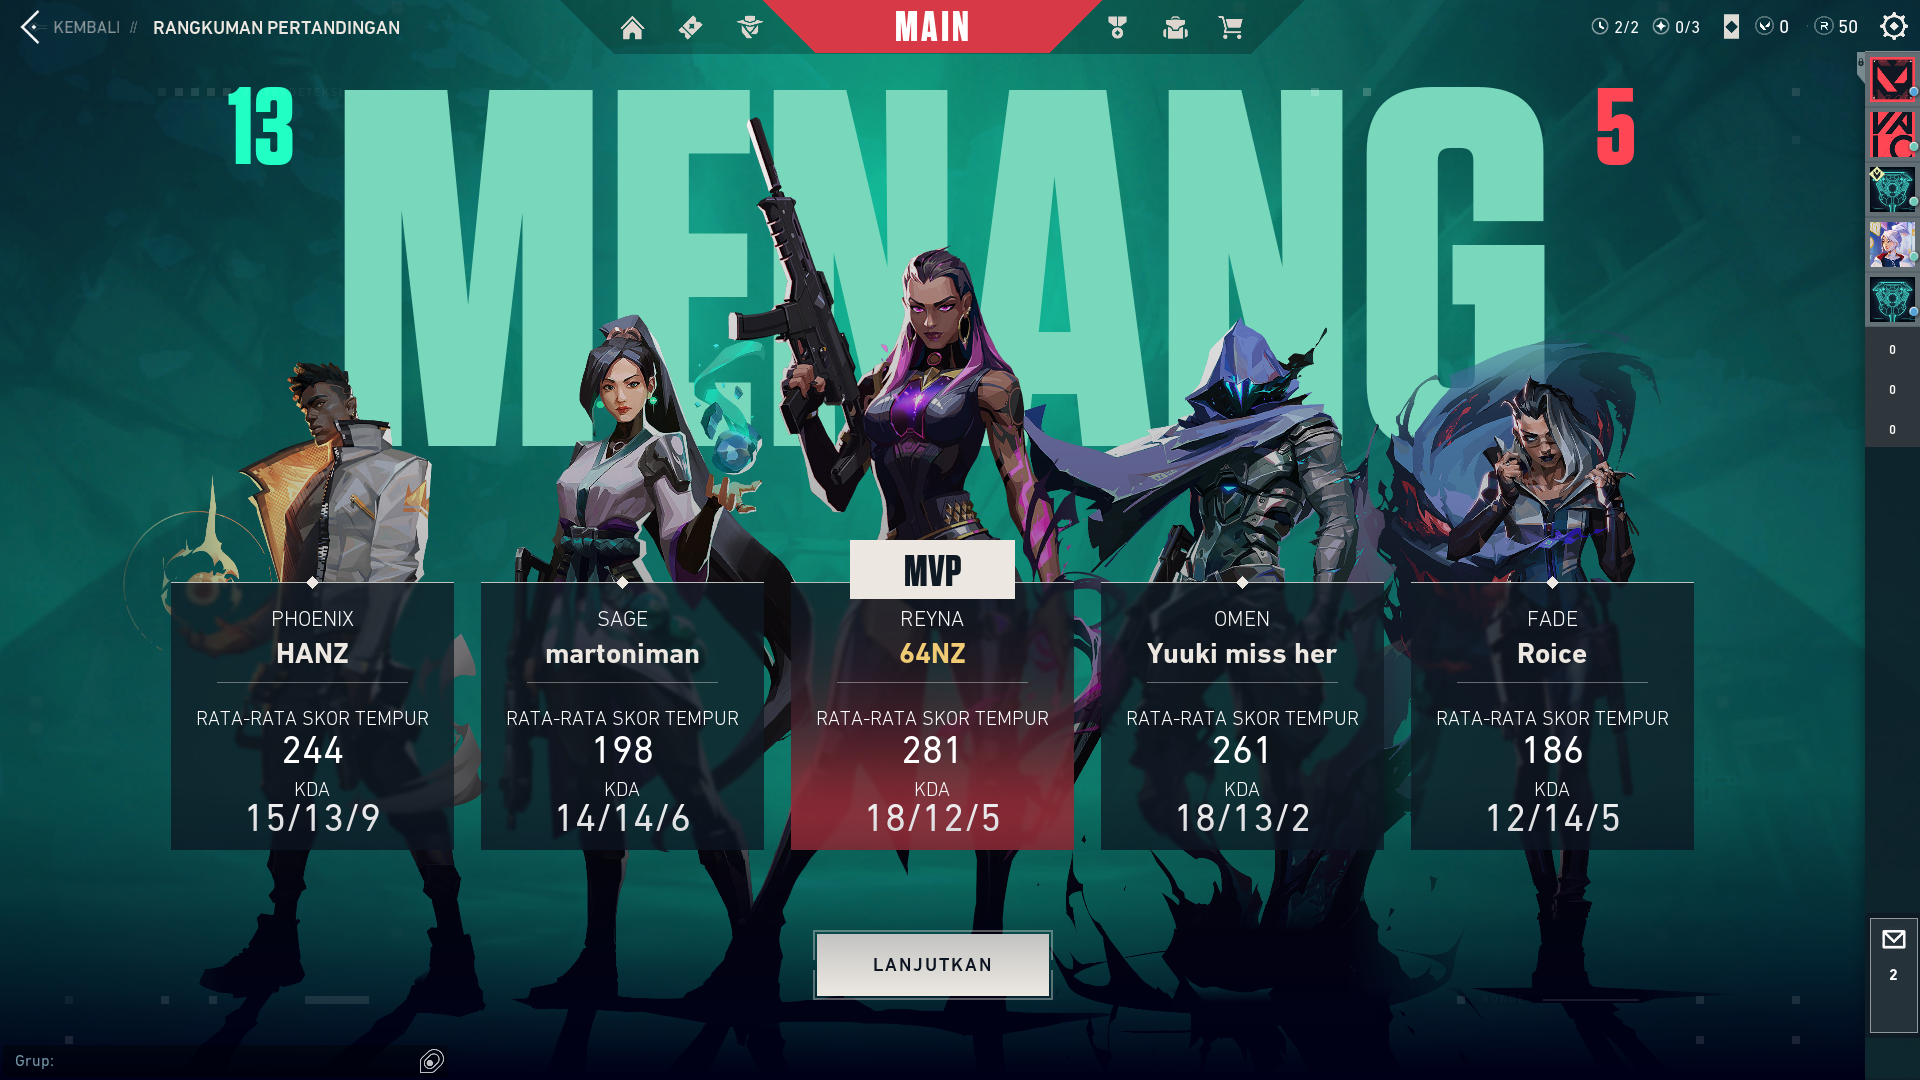 KEMBALI // RANGKUMAN PERTANDINGAN
MAIN
2/2 0/3 0 R 50
13
MENANG
5
0
0
0
MVP
PHOENIX
HANZ
RATA-RATA SKOR TEMPUR
244
KDA
15/13/9
SAGE
martoniman
RATA-RATA SKOR TEMPUR
198
KDA
14/14/6
REYNA
64NZ
RATA-RATA SKOR TEMPUR
281
KDA
18/12/5
OMEN
Yuuki miss her
RATA-RATA SKOR TEMPUR
261
KDA
18/13/2
FADE
Roice
RATA-RATA SKOR TEMPUR
186
KDA
12/14/5
LANJUTKAN
2
Grup: